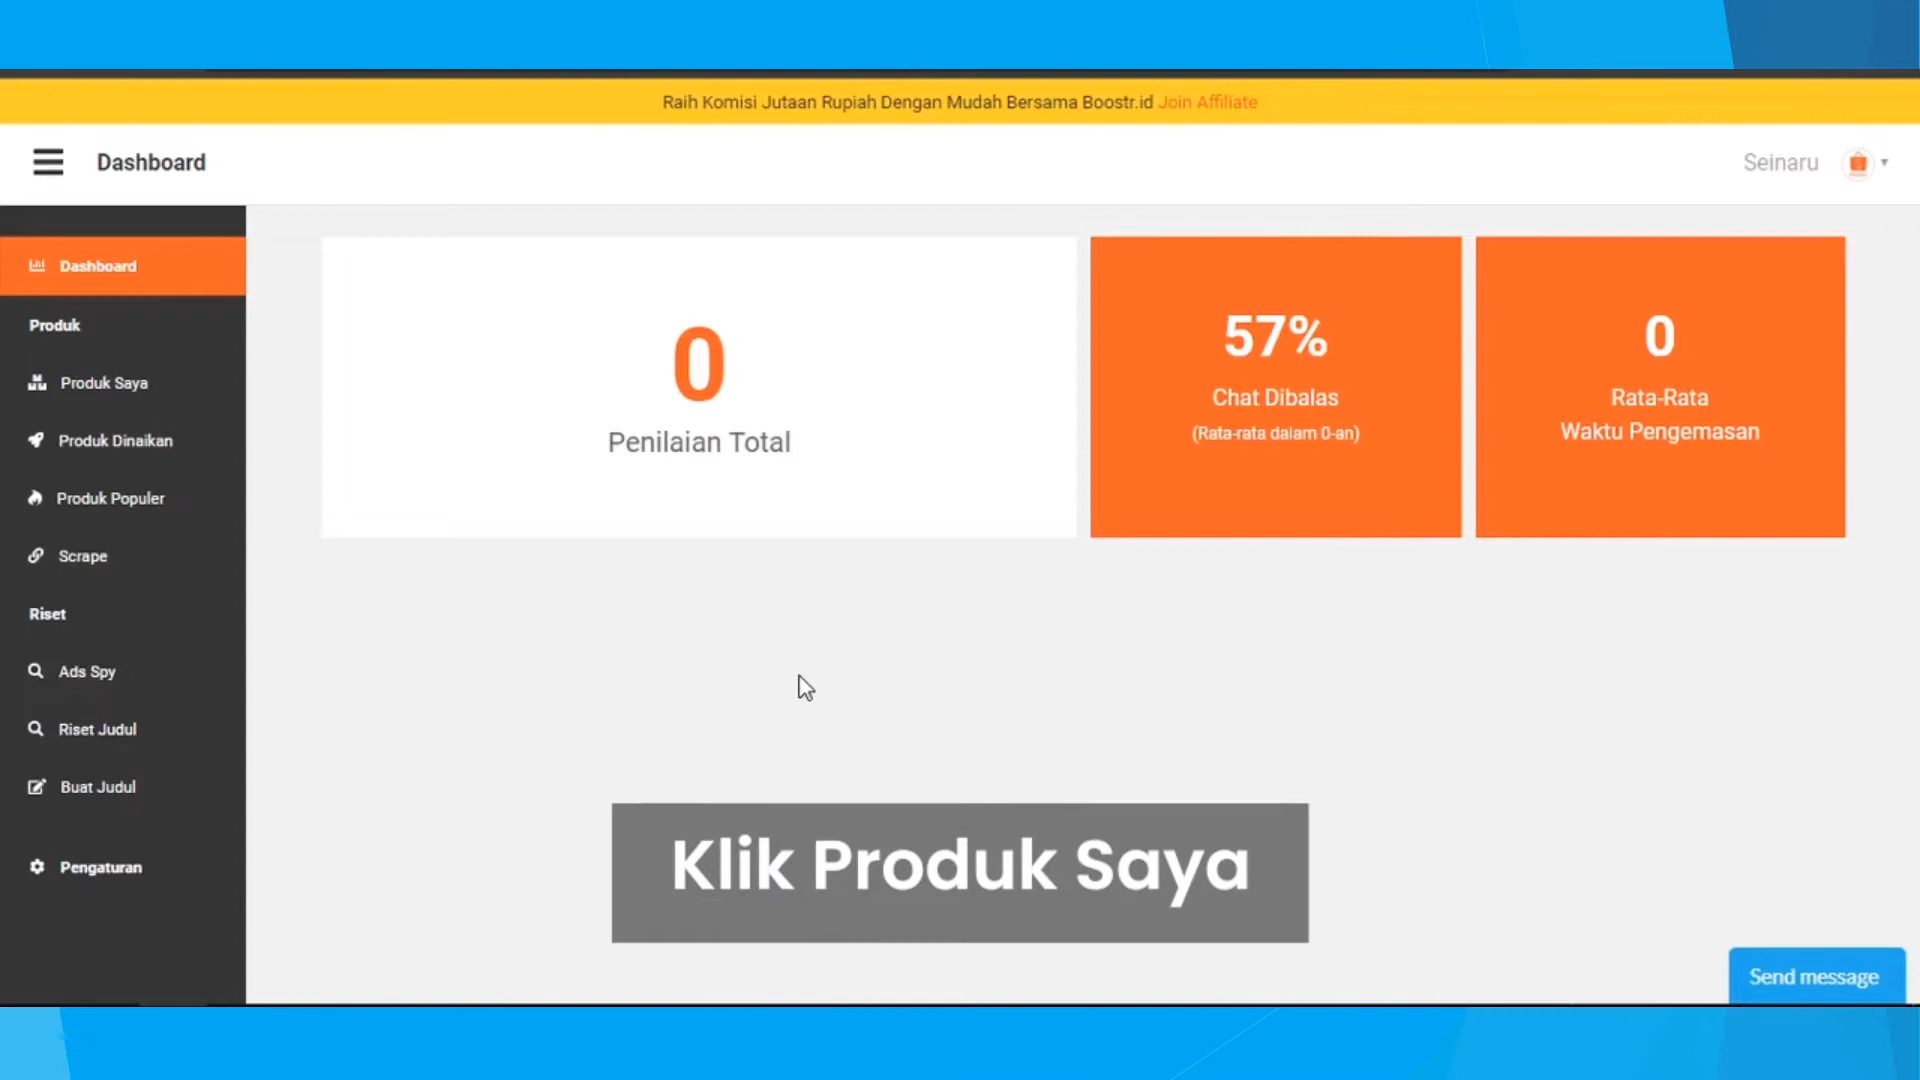 Raih Komisi Jutaan Rupiah Dengan Mudah Bersama Boostr.id Join Affiliate
Dashboard
Seinaru
Dashboard
Produk
Produk Saya
Produk Dinaikan
Produk Populer
Scrape
Riset
Ads Spy
Riset Judul
Buat Judul
Pengaturan
0
Penilaian Total
57%
Chat Dibalas
(Rata-rata dalam 0-an)
0
Rata-Rata
Waktu Pengemasan
Klik Produk Saya
Send message